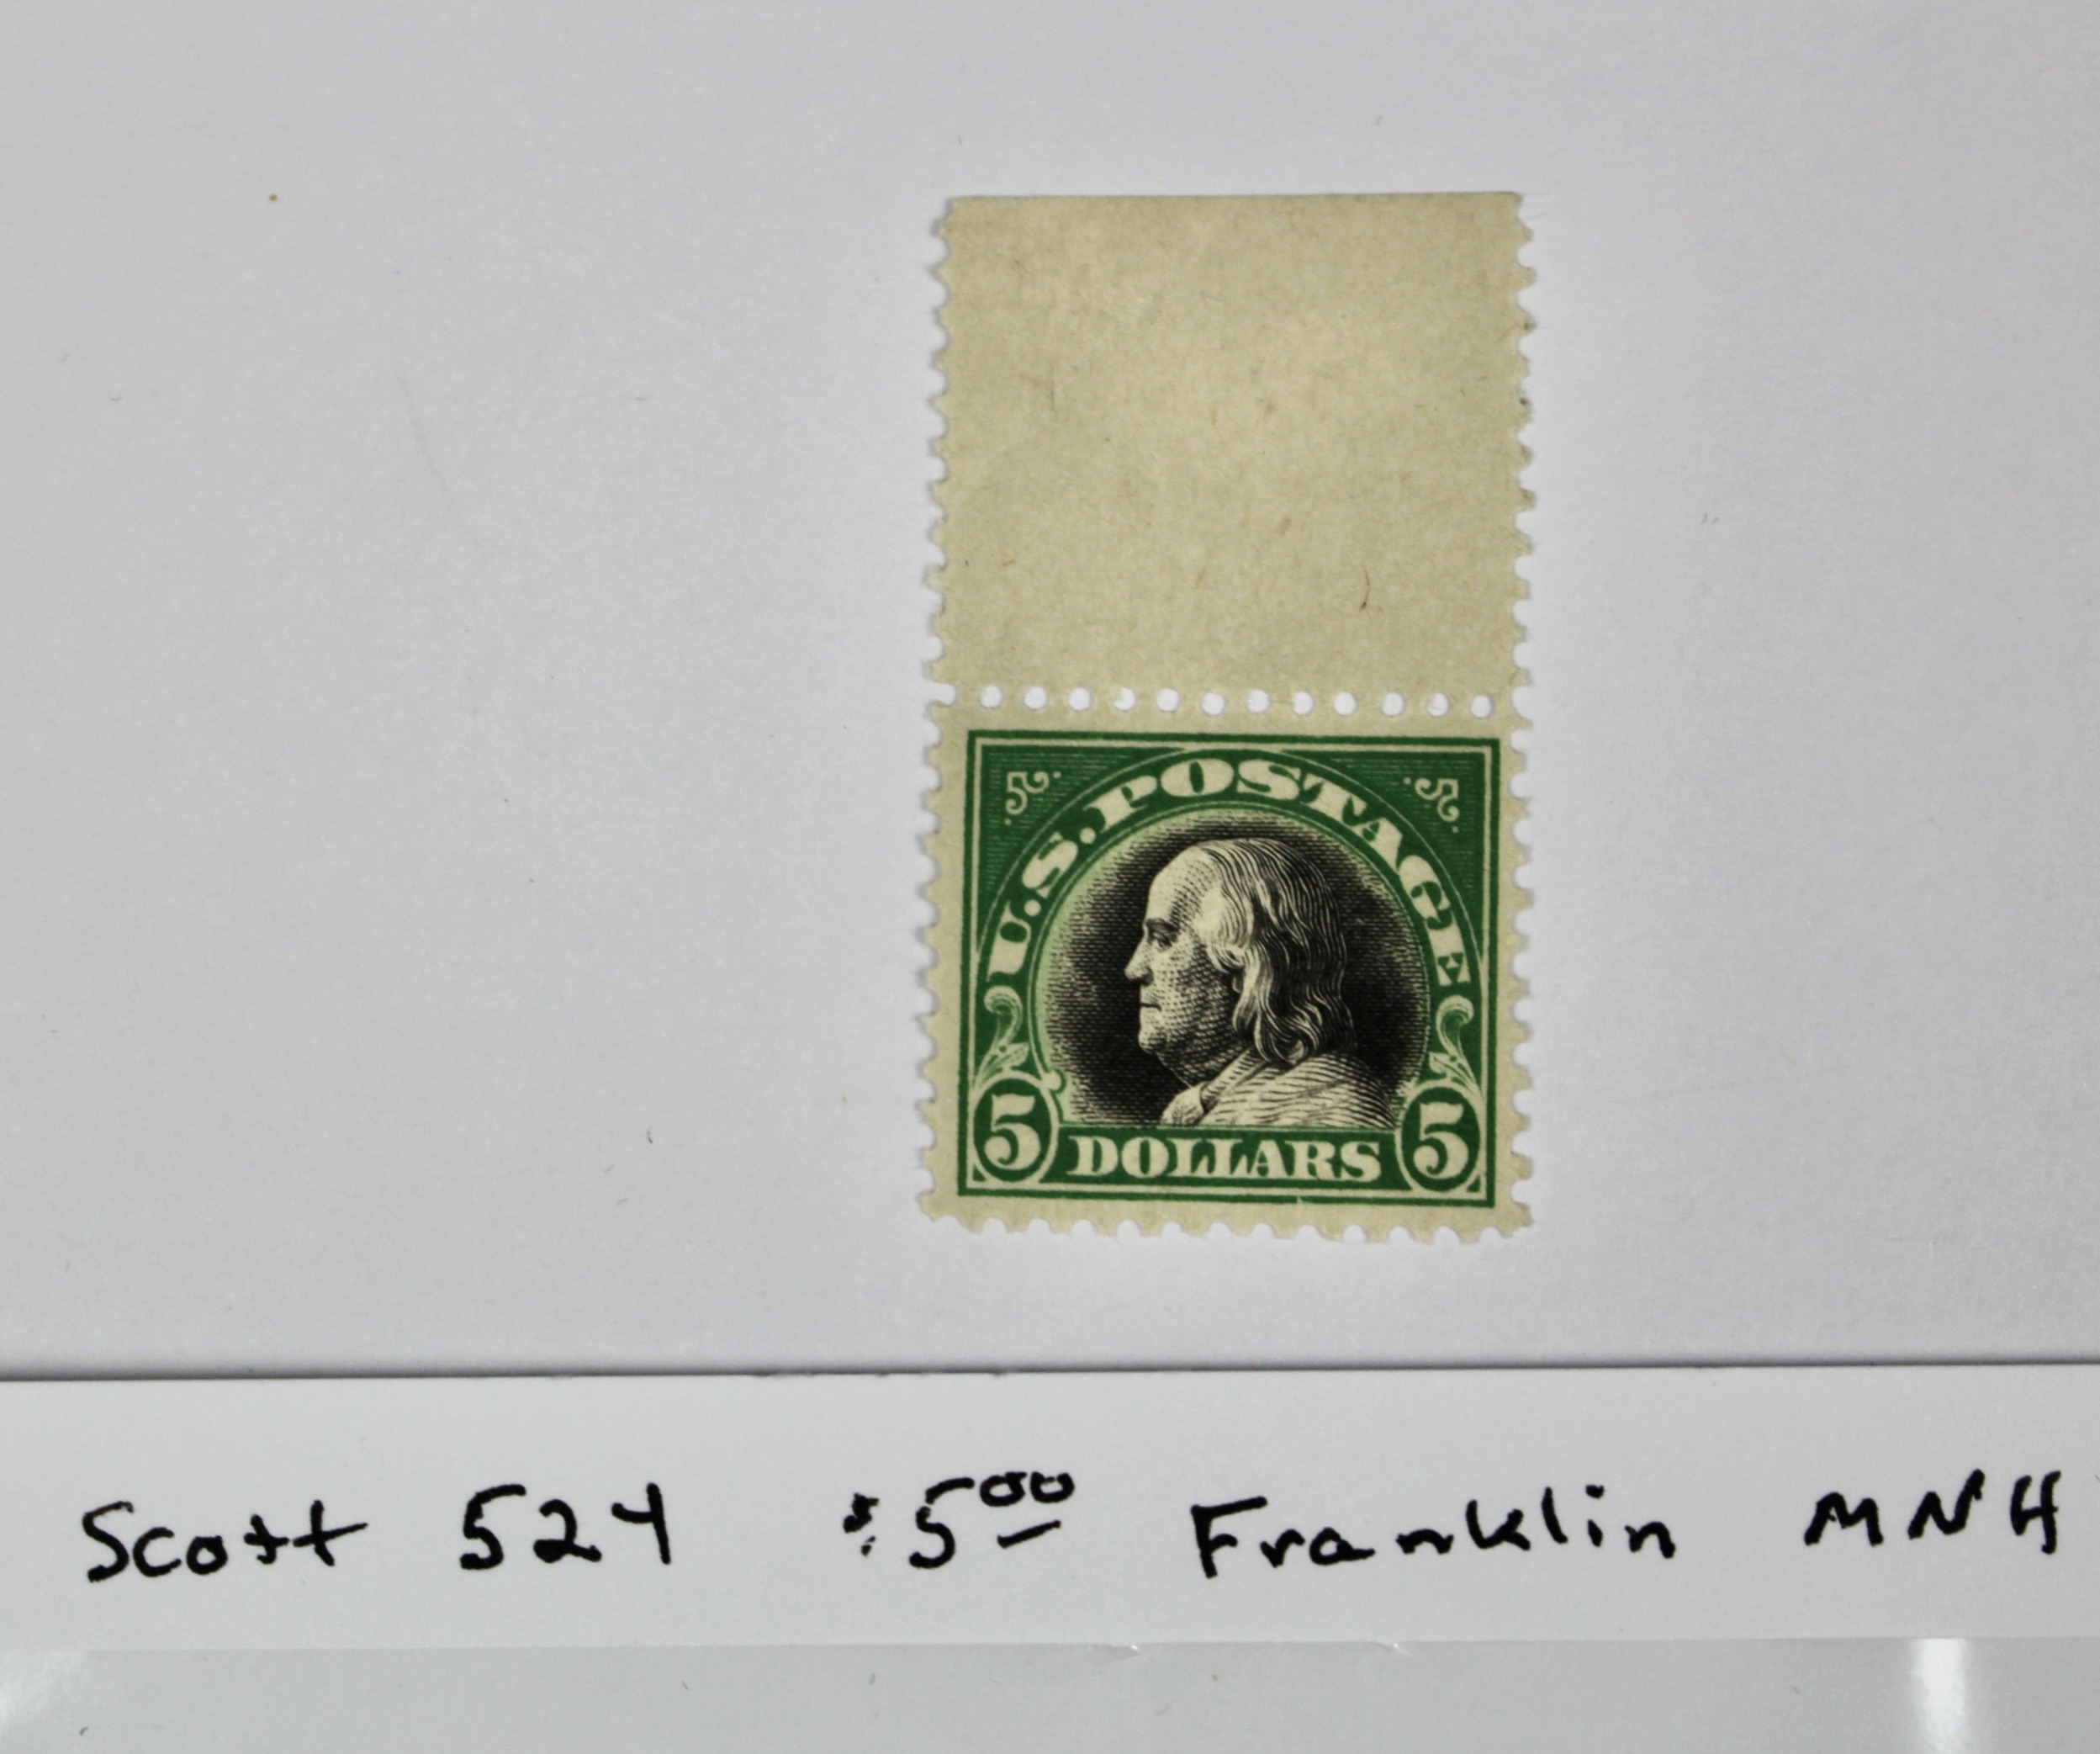 U.S. POSTAGE
5 5
5 DOLLARS 5
Scott 524 $5.00 Franklin MNH